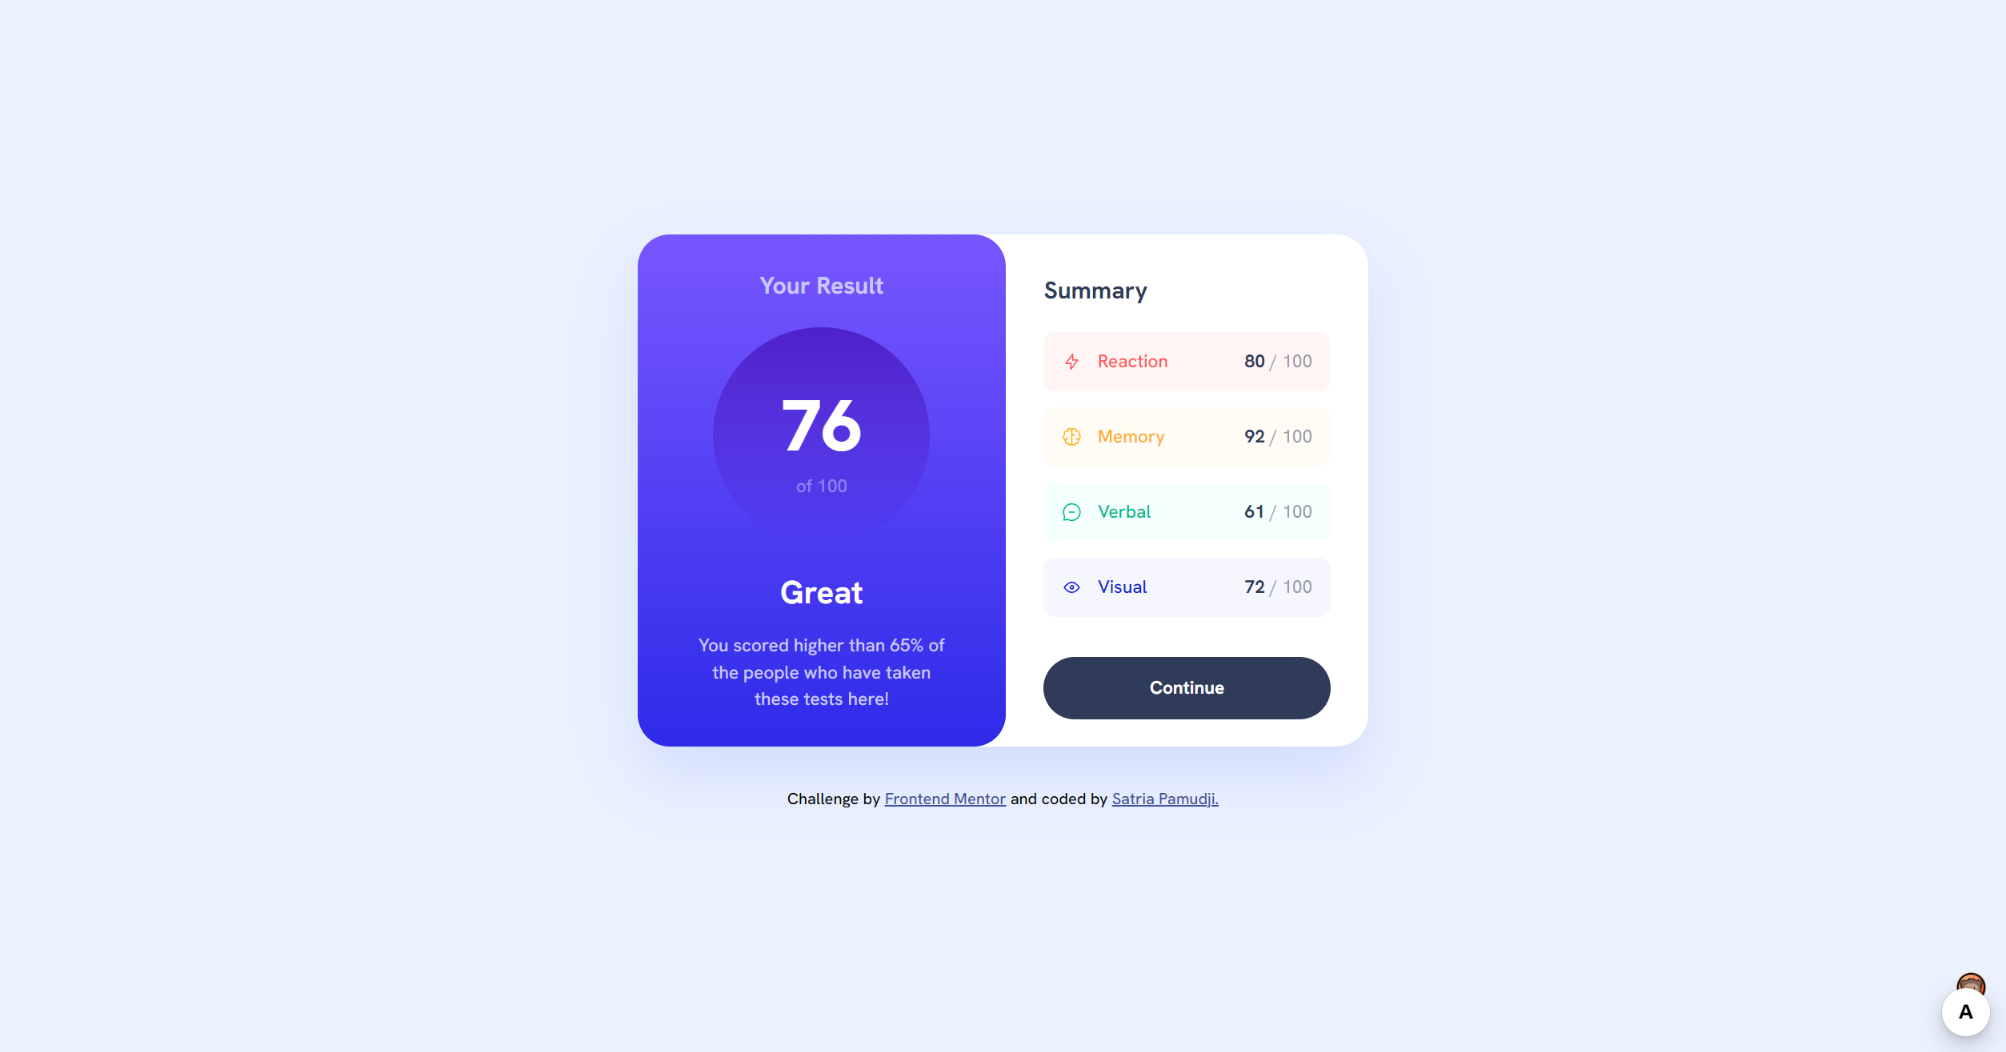 Your Result
76
of 100
Great
You scored higher than 65% of
the people who have taken
these tests here!
Summary
Reaction 80 / 100
Memory 92 / 100
Verbal 61 / 100
Visual 72 / 100
Continue
Challenge by Frontend Mentor and coded by Satria Pamudji.
A